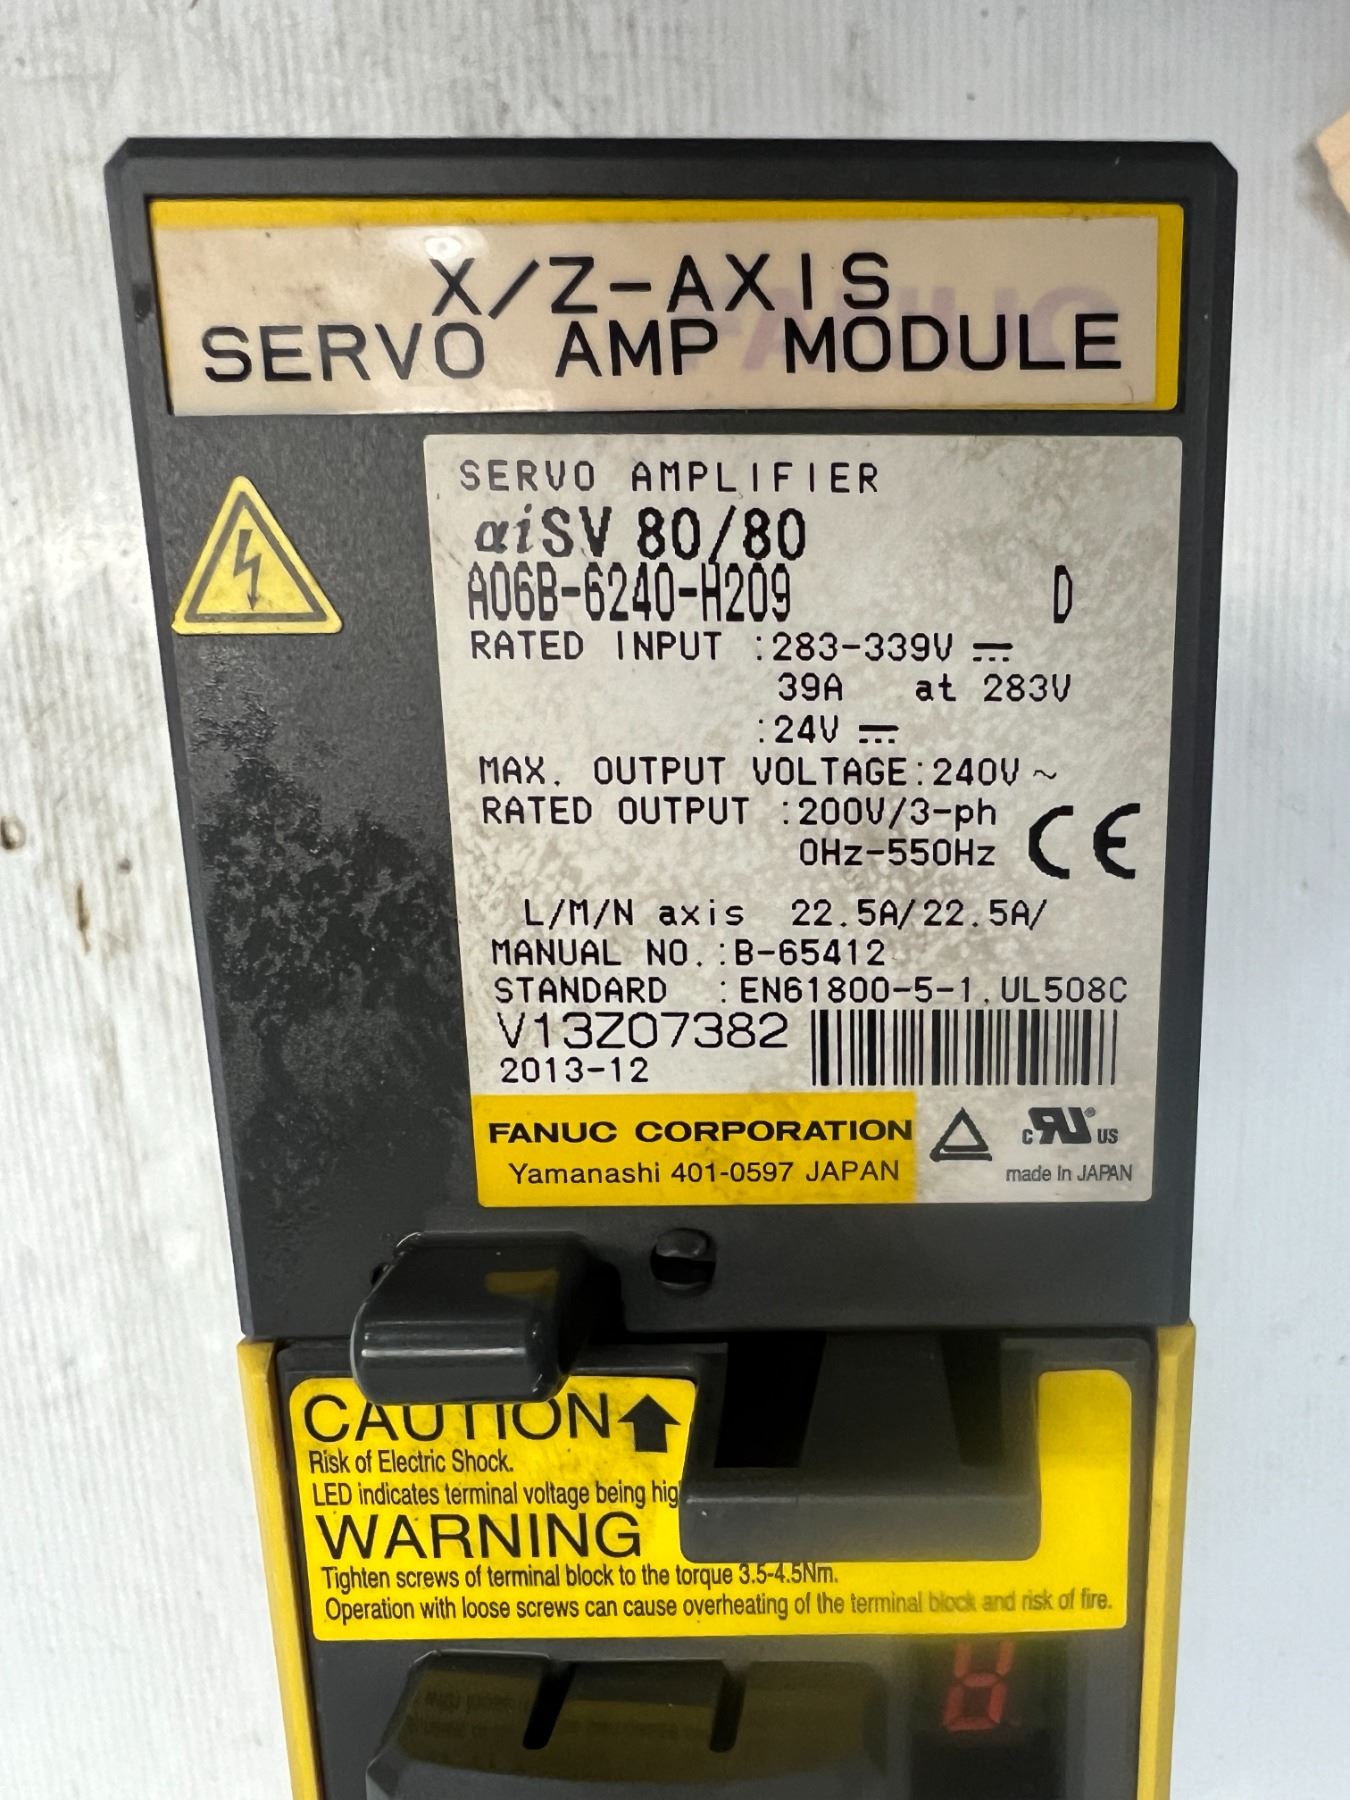 X/Z-AXIS
SERVO AMP MODULE
SERVO AMPLIFIER
αiSV 80/80
A06B-6240-H209 D
RATED INPUT :283-339V ⎓
39A at 283V
:24V ⎓
MAX. OUTPUT VOLTAGE:240V ~
RATED OUTPUT :200V/3-ph
0Hz-550Hz
CE
L/M/N axis 22.5A/22.5A/
MANUAL NO.:B-65412
STANDARD :EN61800-5-1,UL508C
V13Z07382
2013-12
FANUC CORPORATION
Yamanashi 401-0597 JAPAN
c RU® US
made in JAPAN
CAUTION
Risk of Electric Shock.
LED indicates terminal voltage being hig
WARNING
Tighten screws of terminal block to the torque 3.5-4.5Nm.
Operation with loose screws can cause overheating of the terminal block and risk of fire.